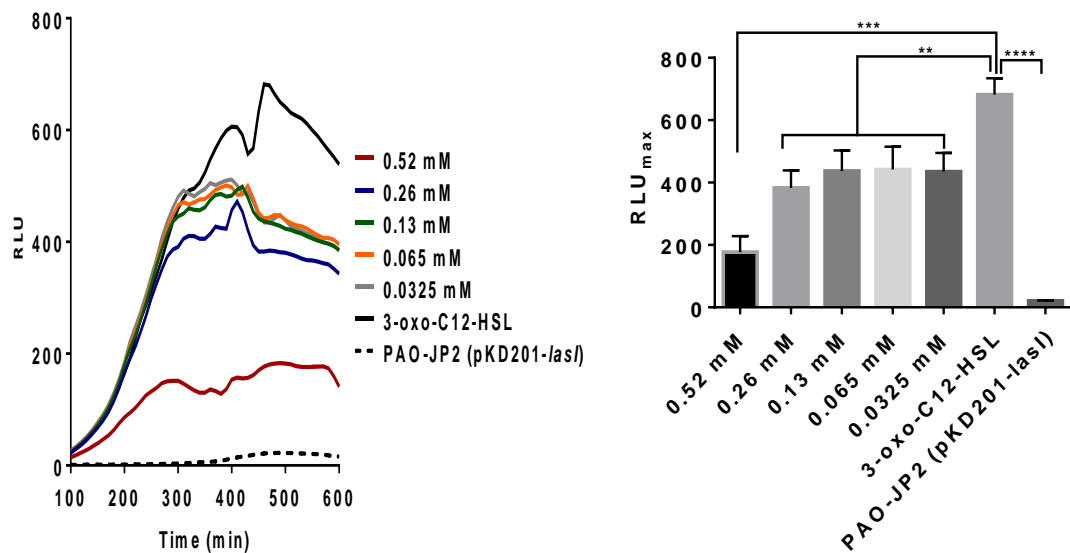 800
600
400
200
0
RLU
100 200 300 400 500 600
Time (min)
0.52 mM
0.26 mM
0.13 mM
0.065 mM
0.0325 mM
3-oxo-C12-HSL
PAO-JP2 (pKD201-lasI)
***
**
****
800
600
400
200
0
RLUmax
0.52 mM
0.26 mM
0.13 mM
0.065 mM
0.0325 mM
3-oxo-C12-HSL
PAO-JP2 (pKD201-lasI)